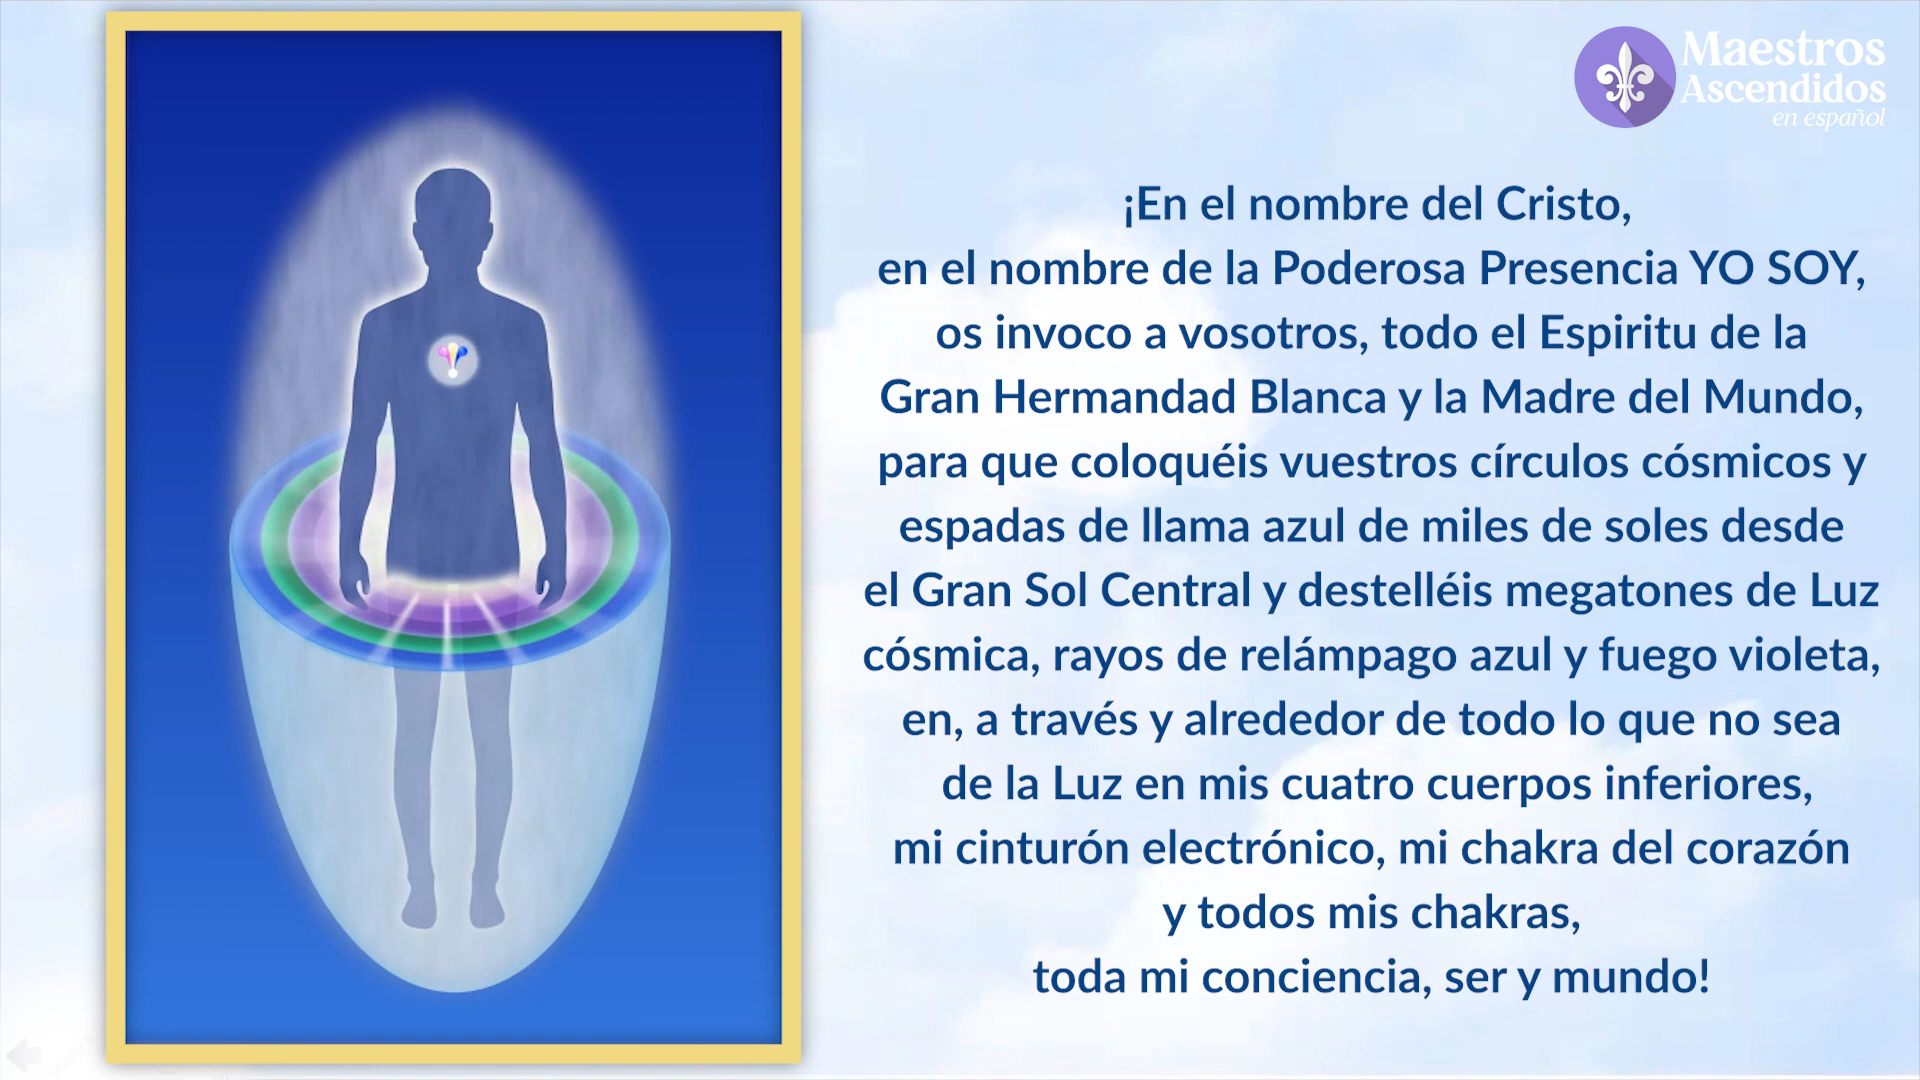 Maestros
Ascendidos
en español
¡En el nombre del Cristo,
en el nombre de la Poderosa Presencia YO SOY,
os invoco a vosotros, todo el Espiritu de la
Gran Hermandad Blanca y la Madre del Mundo,
para que coloquéis vuestros círculos cósmicos y
espadas de llama azul de miles de soles desde
el Gran Sol Central y destelléis megatones de Luz
cósmica, rayos de relámpago azul y fuego violeta,
en, a través y alrededor de todo lo que no sea
de la Luz en mis cuatro cuerpos inferiores,
mi cinturón electrónico, mi chakra del corazón
y todos mis chakras,
toda mi conciencia, ser y mundo!